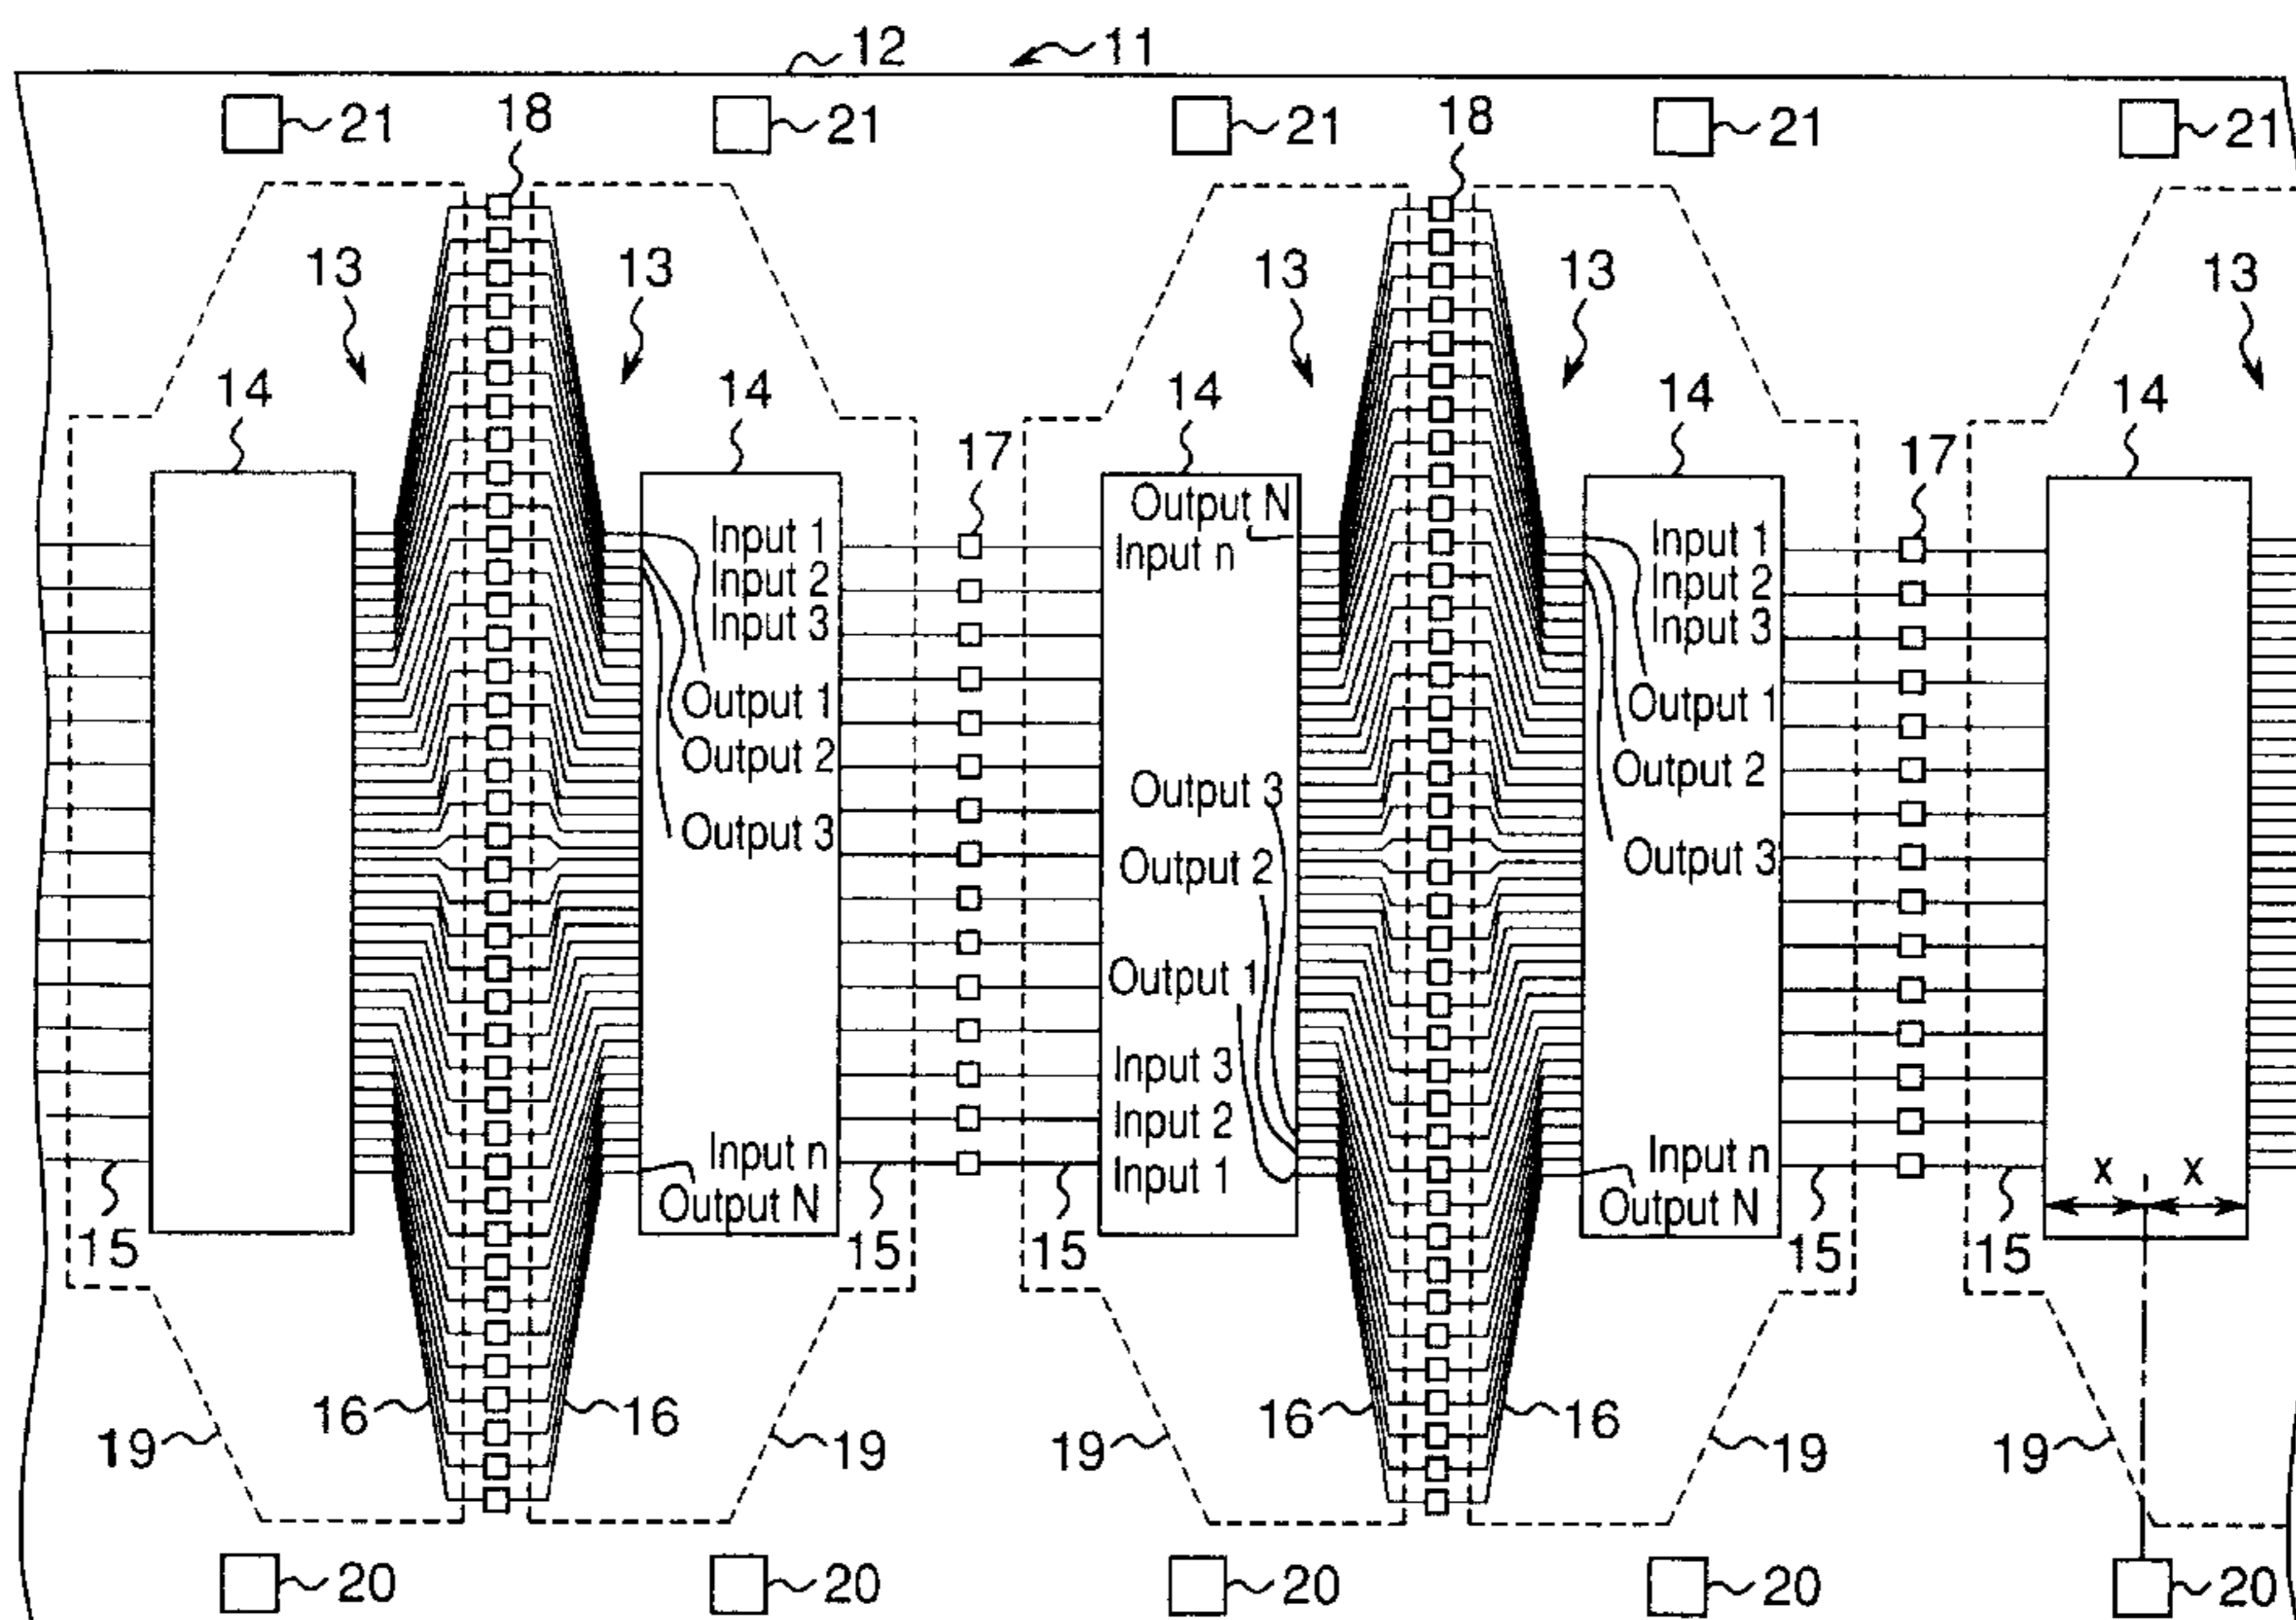 12 11
21 21 21 21 21
18 18
13 13 13 13 13
14 14 14 14 14
17 17
Input 1
Input 2
Input 3
Output 1
Output 2
Output 3
Input n
Output N
Output N
Input n
Output 3
Output 2
Output 1
Input 3
Input 2
Input 1
Input 1
Input 2
Input 3
Output 1
Output 2
Output 3
Input n
Output N
x x
15 15 15 15 15
16 16 16 16
19 19 19 19 19
20 20 20 20 20